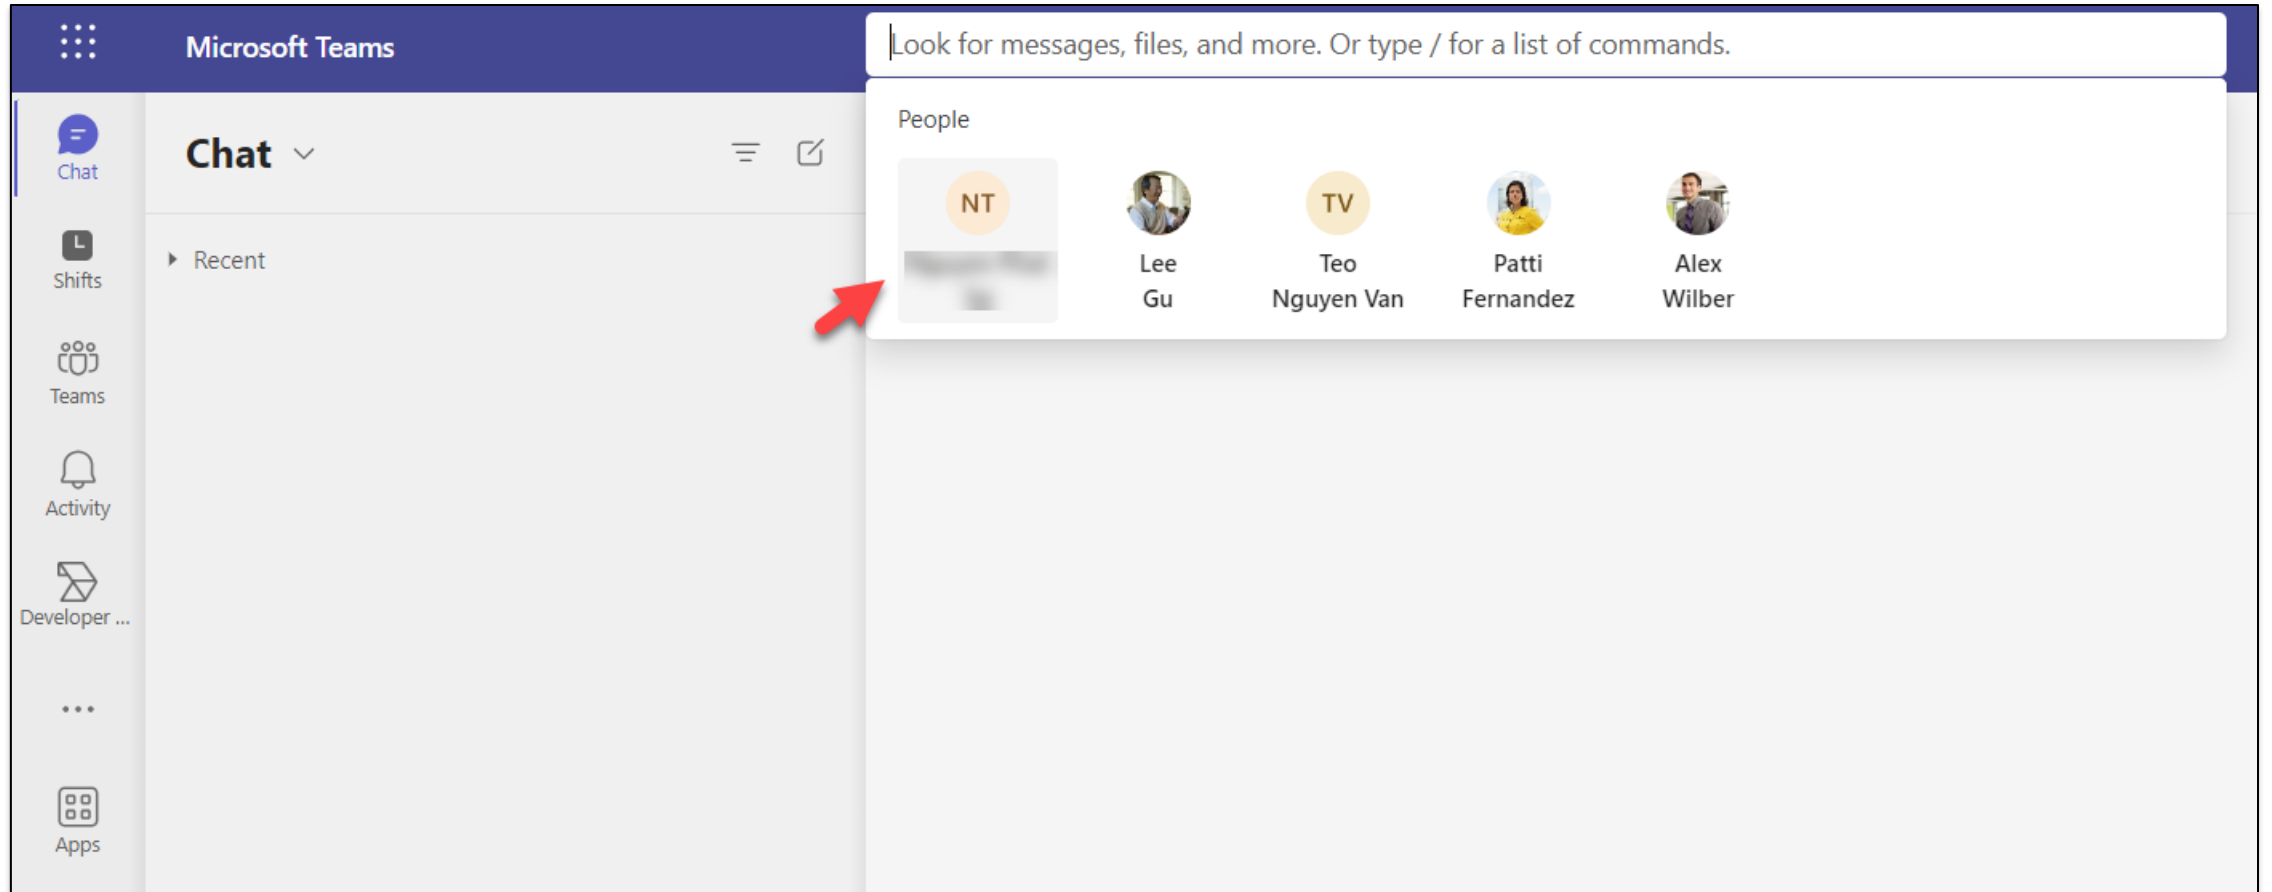 Microsoft Teams
Look for messages, files, and more. Or type / for a list of commands.
Chat
Shifts
Teams
Activity
Developer ...
Apps
Chat
Recent
People
NT
Lee
Gu
TV
Teo
Nguyen Van
Patti
Fernandez
Alex
Wilber